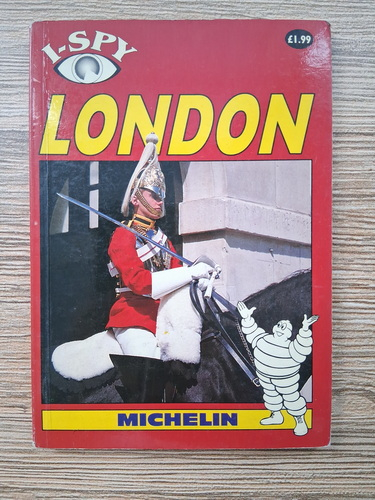 I-SPY
£1.99
LONDON
MICHELIN